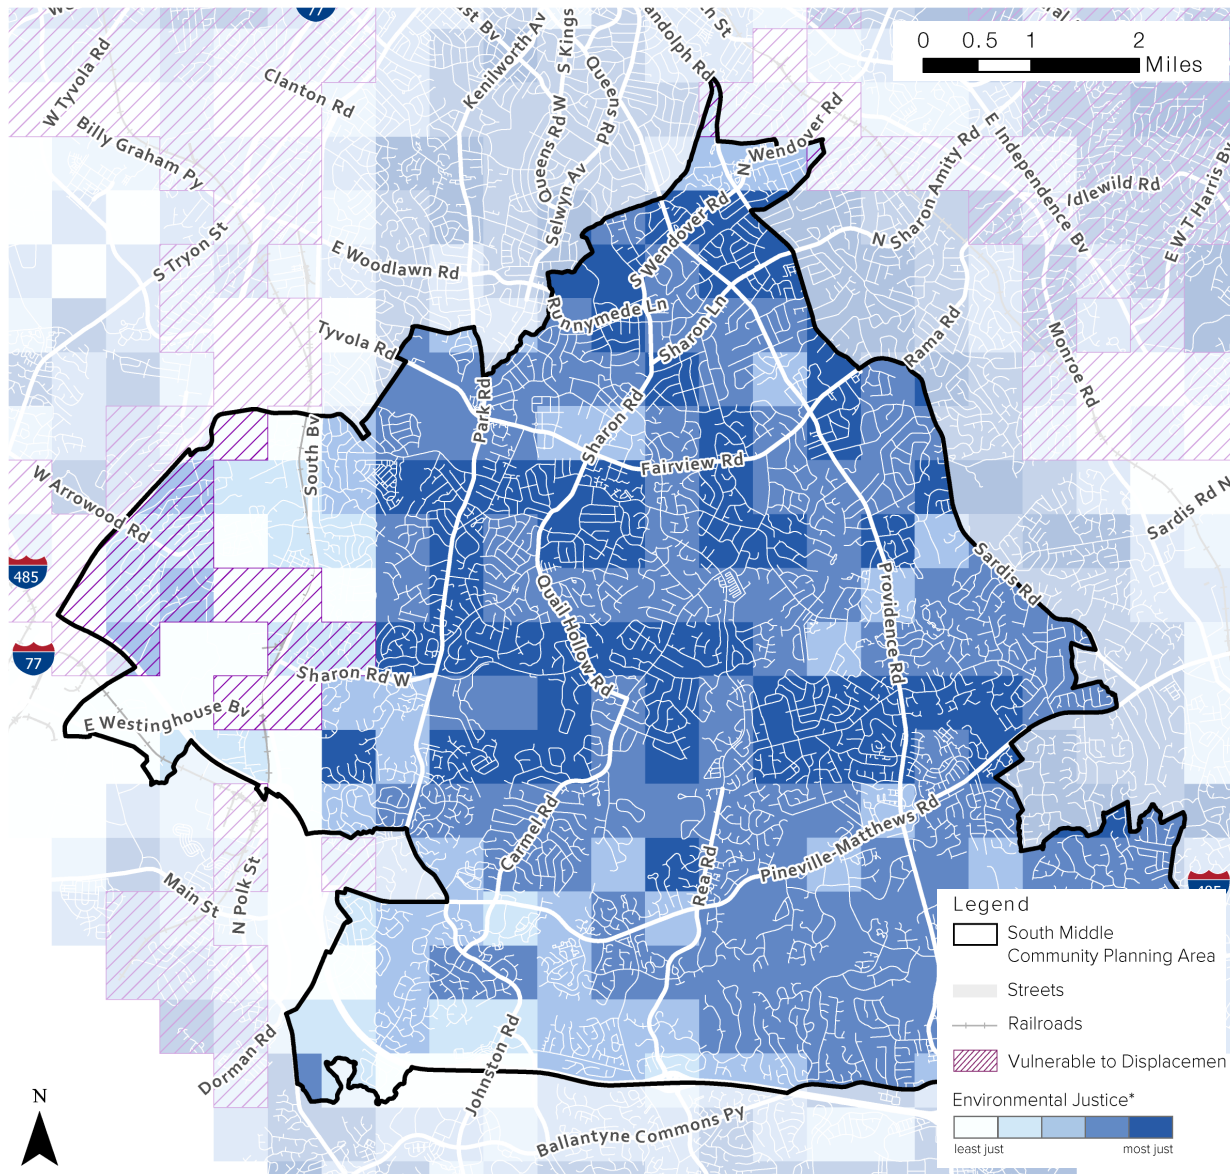 77
W Tyvola Rd
Billy Graham Py
Clanton Rd
Kenilworth Av
S Kings
Queens Rd
Queens Rd W
Selwyn Av
N Wendover Rd
0 0.5 1 2
Miles
E Independence Bv
Idlewild Rd
E W T Harris Bv
N Sharon Amity Rd
S Tryon St
E Woodlawn Rd
S Wendover Rd
Runnymede Ln
Sharon Ln
Tyvola Rd
Rama Rd
Monroe Rd
Park Rd
Sharon Rd
South Bv
Fairview Rd
W Arrowood Rd
Sardis Rd N
485
Quail Hollow Rd
Providence Rd
Sardis Rd
77
Sharon Rd W
E Westinghouse Bv
Carmel Rd
Rea Rd
Pineville-Matthews Rd
Main St
N Polk St
485
Dorman Rd
Johnston Rd
Ballantyne Commons Py
N
Legend
South Middle
Community Planning Area
Streets
Railroads
Vulnerable to Displacemen
Environmental Justice*
least just most just